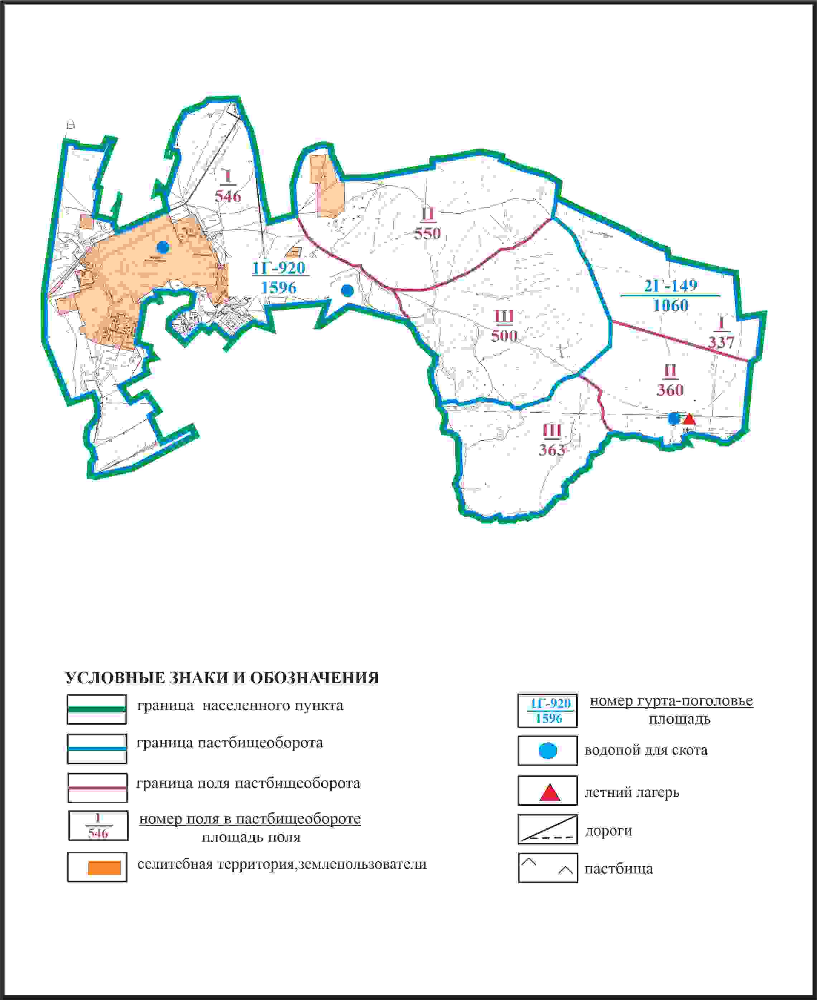 I
546
II
550
1Г-920
1596
2Г-149
1060
III
500
I
337
II
360
III
363
УСЛОВНЫЕ ЗНАКИ И ОБОЗНАЧЕНИЯ
граница населенного пункта
граница пастбищеоборота
граница поля пастбищеоборота
I
546
номер поля в пастбищеобороте
площадь поля
селитебная территория,землепользователи
1Г-920
1596
номер гурта-поголовье
площадь
водопой для скота
летний лагерь
дороги
пастбища